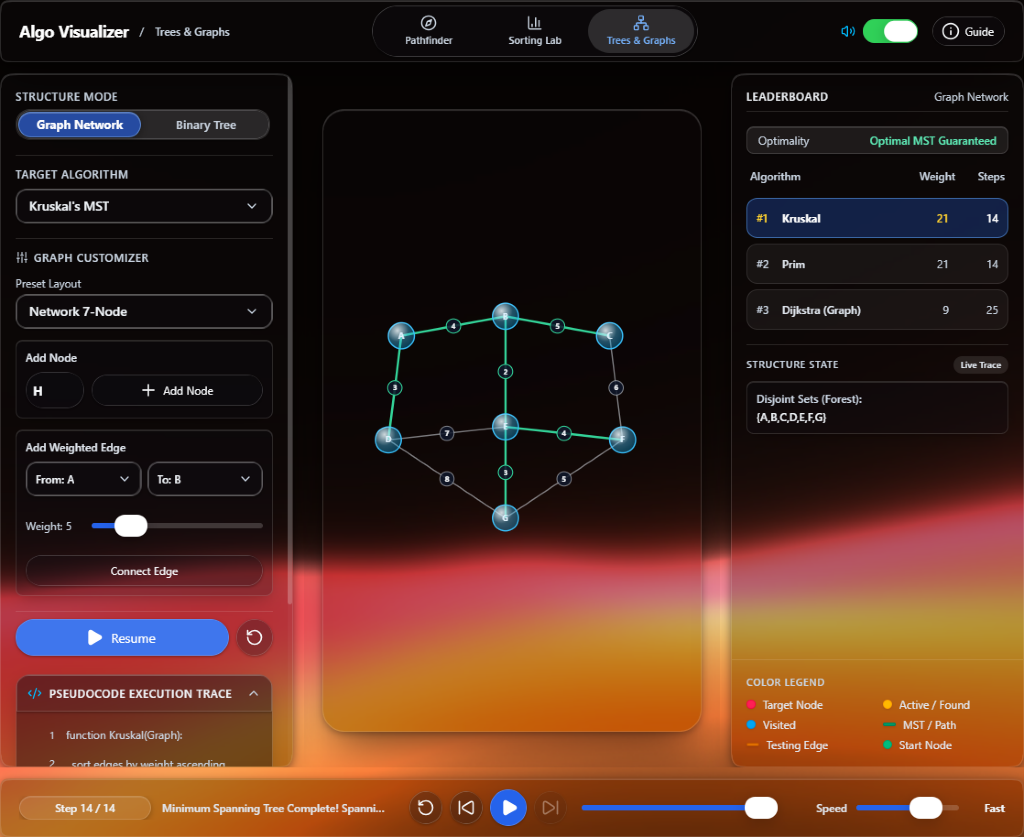 Algo Visualizer / Trees & Graphs
Pathfinder
Sorting Lab
Trees & Graphs
Guide
STRUCTURE MODE
Graph Network
Binary Tree
TARGET ALGORITHM
Kruskal's MST
GRAPH CUSTOMIZER
Preset Layout
Network 7-Node
Add Node
H
Add Node
Add Weighted Edge
From: A
To: B
Weight: 5
Connect Edge
Resume
</> PSEUDOCODE EXECUTION TRACE
1 function Kruskal(Graph):
2 sort edges by weight ascending
B
4
5
A
C
3
2
6
D
7
E
4
F
8
3
5
G
LEADERBOARD
Graph Network
Optimality
Optimal MST Guaranteed
Algorithm Weight Steps
#1 Kruskal 21 14
#2 Prim 21 14
#3 Dijkstra (Graph) 9 25
STRUCTURE STATE
Live Trace
Disjoint Sets (Forest):
{A,B,C,D,E,F,G}
COLOR LEGEND
Target Node
Active / Found
Visited
MST / Path
Testing Edge
Start Node
Step 14 / 14
Minimum Spanning Tree Complete! Spanni...
Speed
Fast